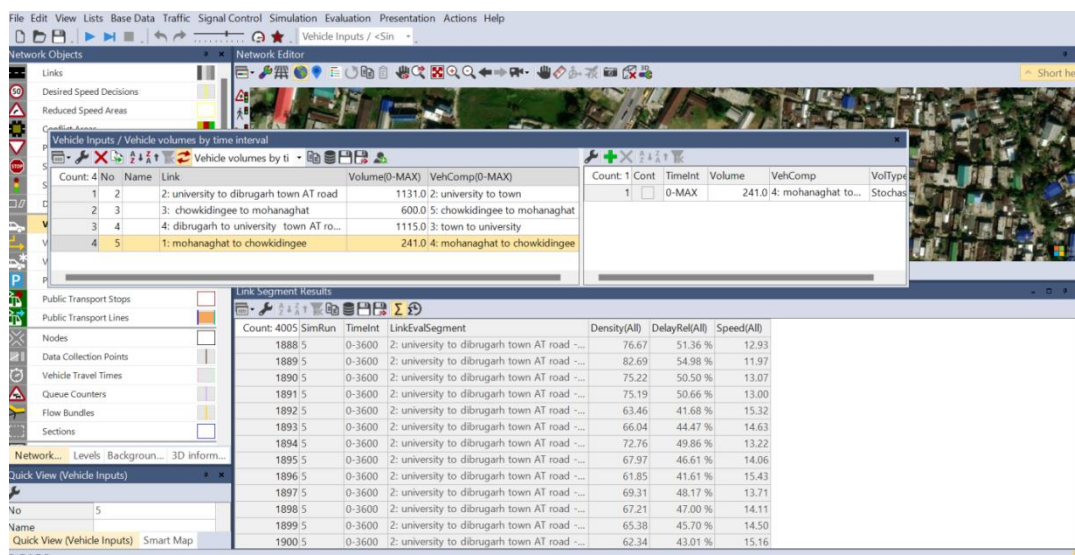 File Edit View Lists Base Data Traffic Signal Control Simulation Evaluation Presentation Actions Help
Vehicle Inputs / <Sin
Network Objects
Network Editor
Links
Desired Speed Decisions
Reduced Speed Areas
Short he
Vehicle Inputs / Vehicle volumes by time interval
Vehicle volumes by ti
Count: 4 No Name Link Volume(0-MAX) VehComp(0-MAX)
1 2 2: university to dibrugarh town AT road 1131.0 2: university to town
2 3 3: chowkidingee to mohanaghat 600.0 5: chowkidingee to mohanaghat
3 4 4: dibrugarh to university town AT ro... 1115.0 3: town to university
4 5 1: mohanaghat to chowkidingee 241.0 4: mohanaghat to chowkidingee
Count: 1 Cont TimeInt Volume VehComp VolType
1 0-MAX 241.0 4: mohanaghat to... Stochas
Public Transport Stops
Public Transport Lines
Nodes
Data Collection Points
Vehicle Travel Times
Queue Counters
Flow Bundles
Sections
Network... Levels Backgroun... 3D inform...
Quick View (Vehicle Inputs)
No 5
Name
Quick View (Vehicle Inputs) Smart Map
Link Segment Results
Count: 4005 SimRun TimeInt LinkEvalSegment Density(All) DelayRel(All) Speed(All)
1888 5 0-3600 2: university to dibrugarh town AT road -... 76.67 51.36 % 12.93
1889 5 0-3600 2: university to dibrugarh town AT road -... 82.69 54.98 % 11.97
1890 5 0-3600 2: university to dibrugarh town AT road -... 75.22 50.50 % 13.07
1891 5 0-3600 2: university to dibrugarh town AT road -... 75.19 50.66 % 13.00
1892 5 0-3600 2: university to dibrugarh town AT road -... 63.46 41.68 % 15.32
1893 5 0-3600 2: university to dibrugarh town AT road -... 66.04 44.47 % 14.63
1894 5 0-3600 2: university to dibrugarh town AT road -... 72.76 49.86 % 13.22
1895 5 0-3600 2: university to dibrugarh town AT road -... 67.97 46.61 % 14.06
1896 5 0-3600 2: university to dibrugarh town AT road -... 61.85 41.61 % 15.43
1897 5 0-3600 2: university to dibrugarh town AT road -... 69.31 48.17 % 13.71
1898 5 0-3600 2: university to dibrugarh town AT road -... 67.21 47.00 % 14.11
1899 5 0-3600 2: university to dibrugarh town AT road -... 65.38 45.70 % 14.50
1900 5 0-3600 2: university to dibrugarh town AT road -... 62.34 43.01 % 15.16